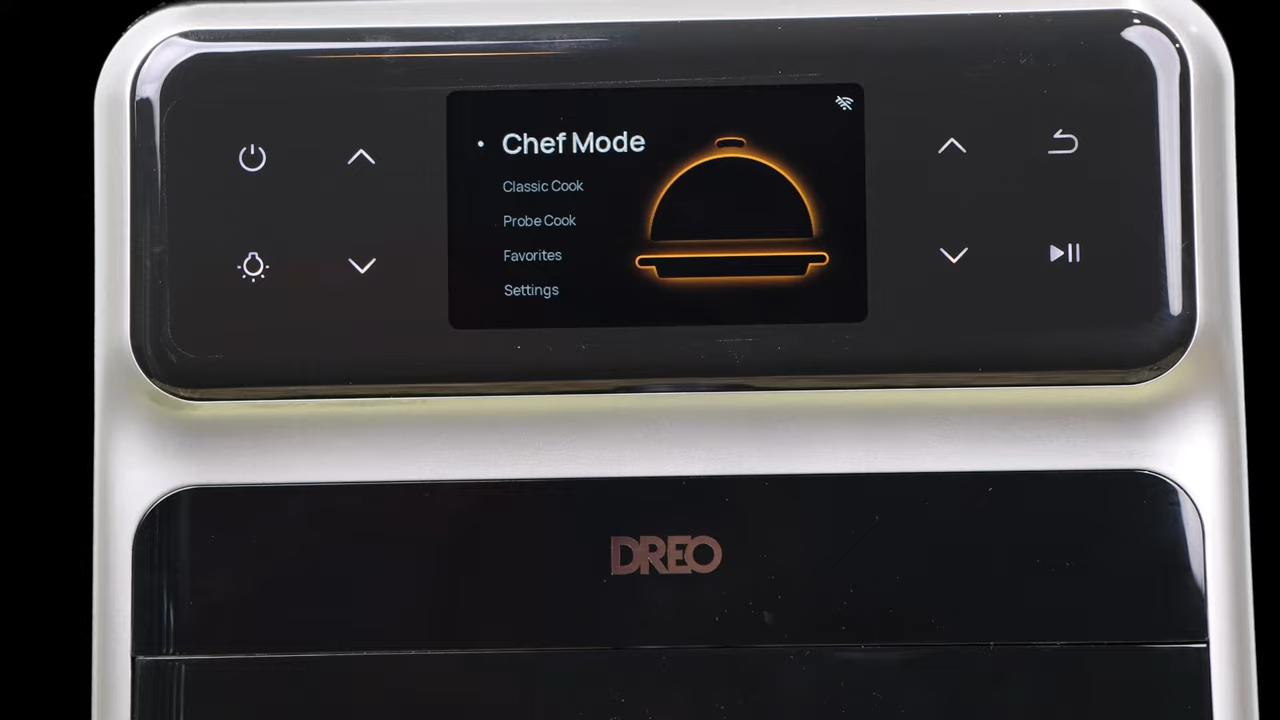 Chef Mode
Classic Cook
Probe Cook
Favorites
Settings
DREO